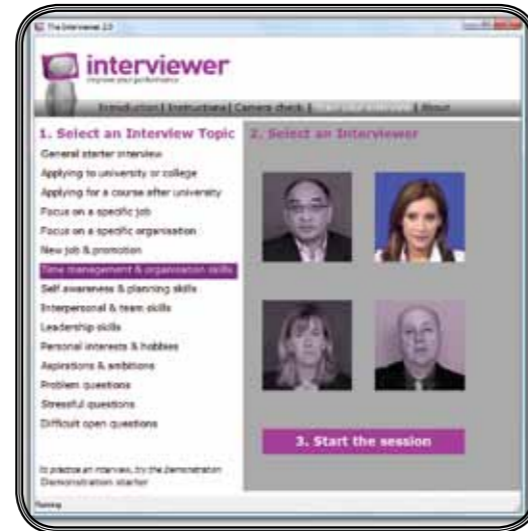 The Interviewer 2.0
interviewer
improve your performance
Introduction | Instructions | Camera check | Start your interview | About
1. Select an Interview Topic
General starter interview
Applying to university or college
Applying for a course after university
Focus on a specific job
Focus on a specific organisation
New job & promotion
Time management & organisation skills
Self awareness & planning skills
Interpersonal & team skills
Leadership skills
Personal interests & hobbies
Aspirations & ambitions
Problem questions
Stressful questions
Difficult open questions
To practise an interview, try the demonstration
Demonstration starter
2. Select an Interviewer
3. Start the session